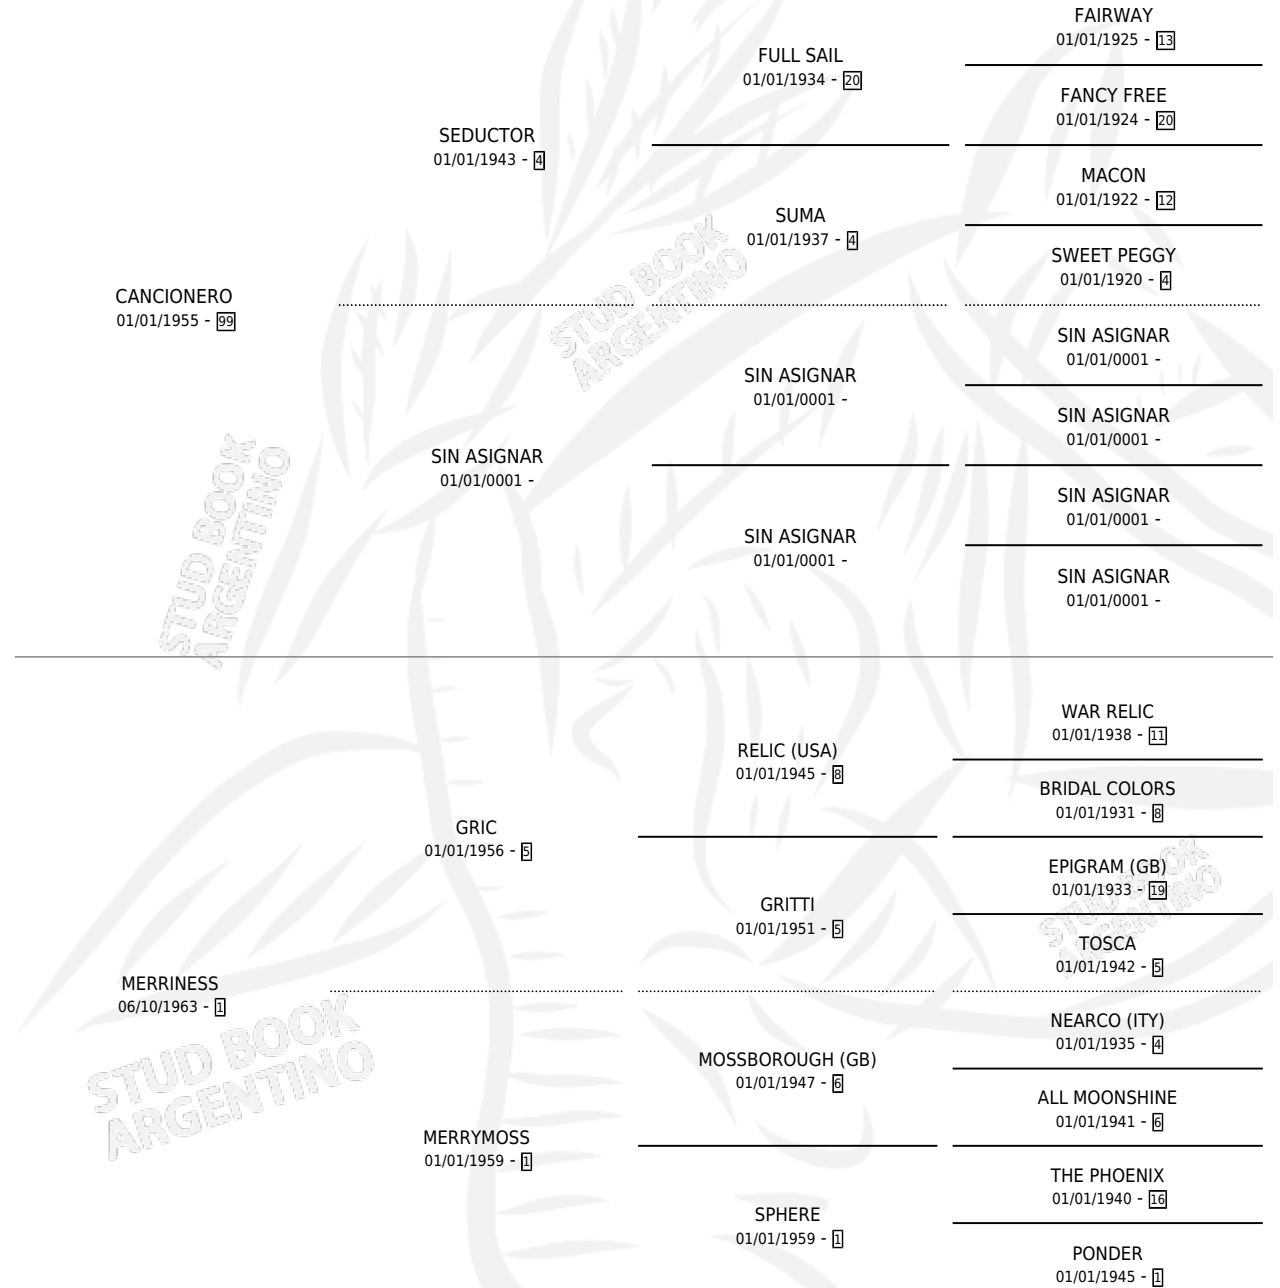 FAIRWAY
01/01/1925 - 13
FULL SAIL
01/01/1934 - 20
FANCY FREE
01/01/1924 - 20
SEDUCTOR
01/01/1943 - 4
MACON
01/01/1922 - 12
SUMA
01/01/1937 - 4
SWEET PEGGY
01/01/1920 - 4
CANCIONERO
01/01/1955 - 99
SIN ASIGNAR
01/01/0001 -
SIN ASIGNAR
01/01/0001 -
SIN ASIGNAR
01/01/0001 -
SIN ASIGNAR
01/01/0001 -
SIN ASIGNAR
01/01/0001 -
SIN ASIGNAR
01/01/0001 -
SIN ASIGNAR
01/01/0001 -
STUD BOOK
ARGENTINO
STUD BOOK
ARGENTINO
WAR RELIC
01/01/1938 - 11
RELIC (USA)
01/01/1945 - 8
BRIDAL COLORS
01/01/1931 - 8
GRIC
01/01/1956 - 5
EPIGRAM (GB)
01/01/1933 - 19
GRITTI
01/01/1951 - 5
TOSCA
01/01/1942 - 5
MERRINESS
06/10/1963 - 1
NEARCO (ITY)
01/01/1935 - 4
MOSSBOROUGH (GB)
01/01/1947 - 6
ALL MOONSHINE
01/01/1941 - 6
MERRYMOSS
01/01/1959 - 1
THE PHOENIX
01/01/1940 - 16
SPHERE
01/01/1959 - 1
PONDER
01/01/1945 - 1
STUD BOOK
ARGENTINO
STUD BOOK
ARGENTINO